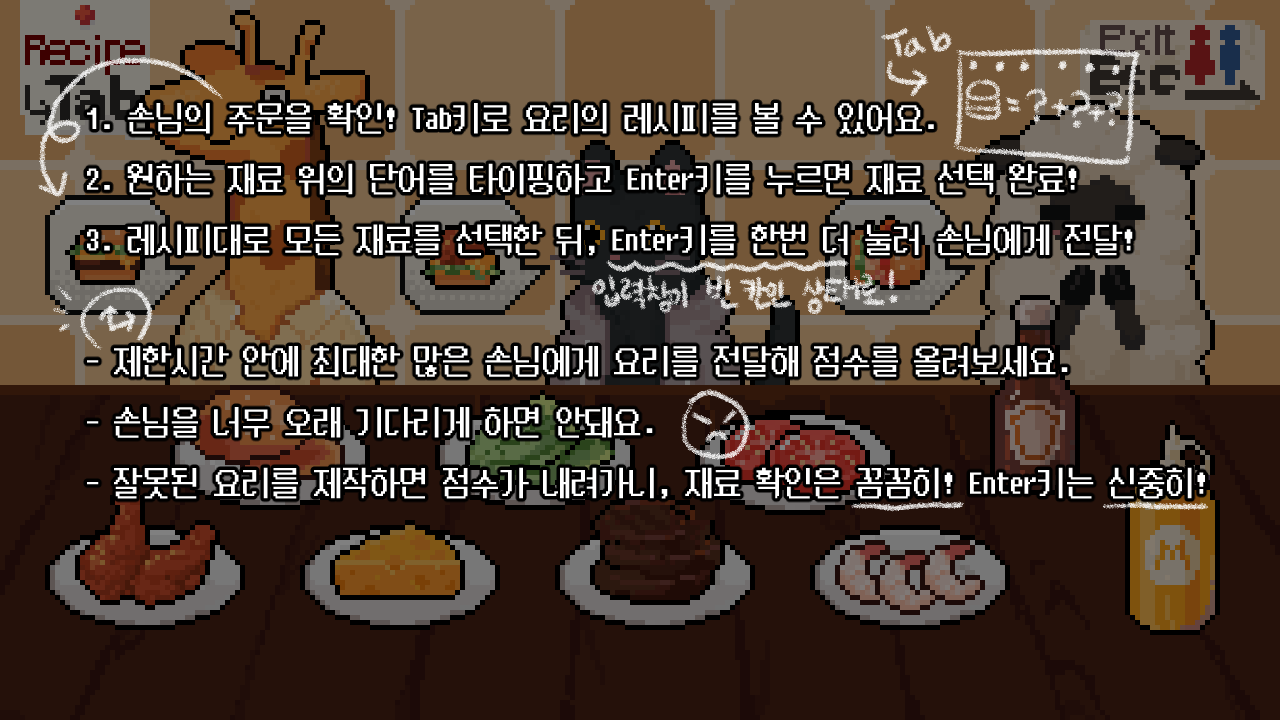 Recipe
Tab
Tab
Exit
Esc
= ? + ? + ?
1. 손님의 주문을 확인! Tab키로 요리의 레시피를 볼 수 있어요.
2. 원하는 재료 위의 단어를 타이핑하고 Enter키를 누르면 재료 선택 완료!
3. 레시피대로 모든 재료를 선택한 뒤, Enter키를 한번 더 눌러 손님에게 전달!
입력창이 빈 칸인 상태로!
- 제한시간 안에 최대한 많은 손님에게 요리를 전달해 점수를 올려보세요.
- 손님을 너무 오래 기다리게 하면 안돼요.
- 잘못된 요리를 제작하면 점수가 내려가니, 재료 확인은 꼼꼼히! Enter키는 신중히!
M